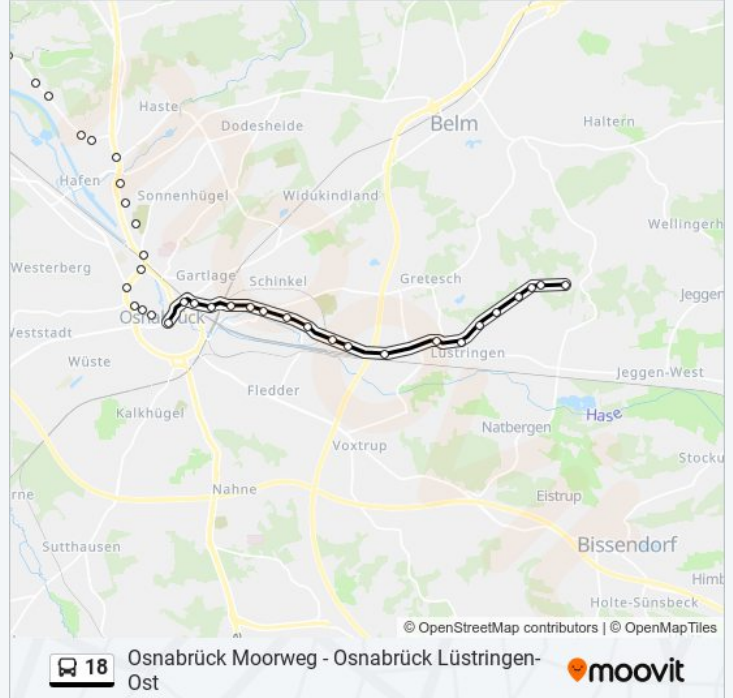 Haste
Dodesheide
Belm
Haltern
Hafen
Sonnenhügel
Widukindland
Wellingerh
Westerberg
Gartlage
Schinkel
Gretesch
Jegger
Osnabrück
Weststadt
Lüstringen
Wüste
Jeggen-West
Fledder
Kalkhügel
Hase
Natbergen
Voxtrup
Stocku
rne
Nahne
Eistrup
Sutthausen
Bissendorf
Himb
Holte-Sünsbeck
© OpenStreetMap contributors | © OpenMapTiles
18 Osnabrück Moorweg - Osnabrück Lüstringen-
Ost
moovit